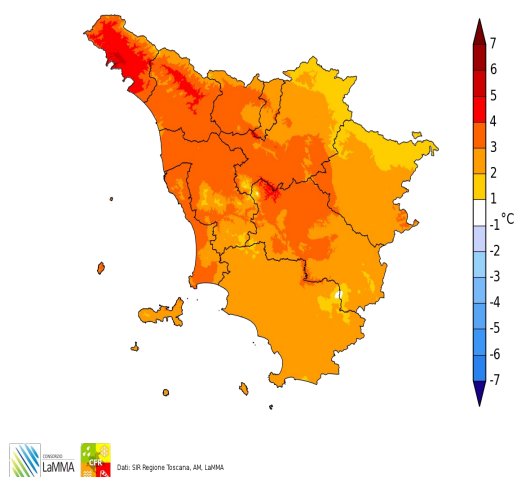 7
6
5
4
3
2
1
-1
-2
-3
-4
-5
-6
-7
°C
CONSORZIO
LaMMA
CFR
Dati: SIR Regione Toscana, AM, LaMMA